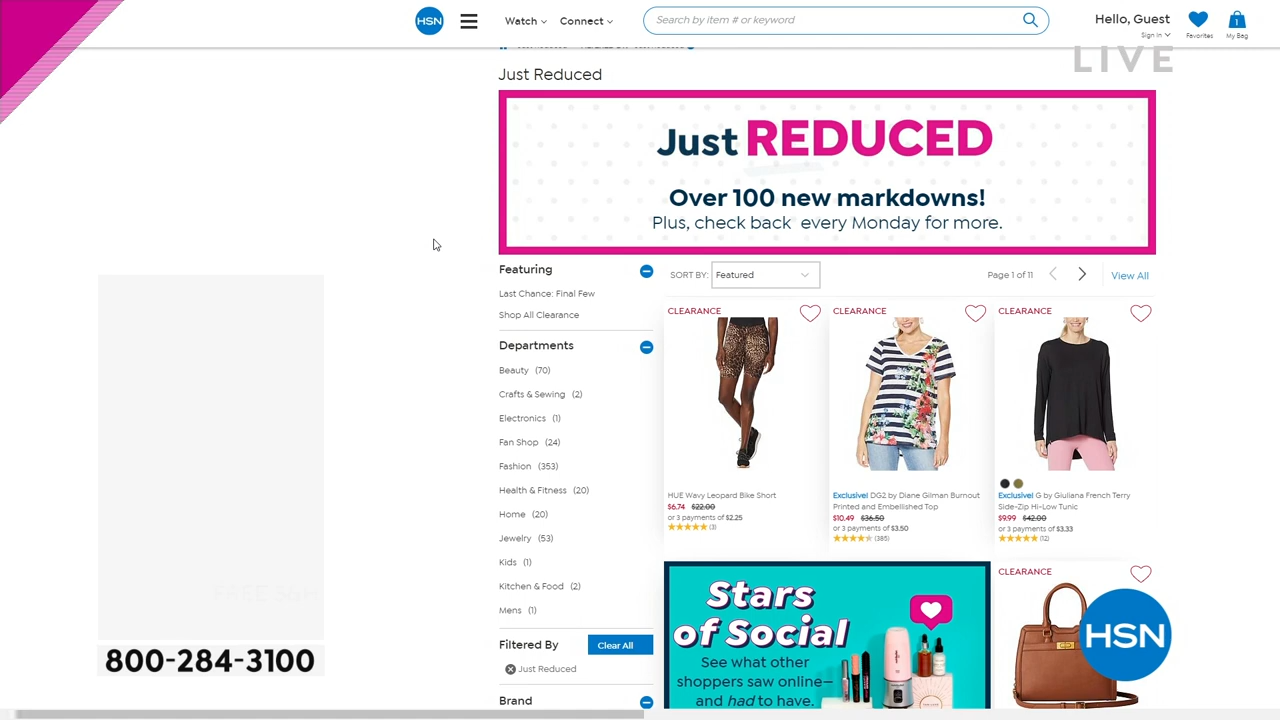 HSN
Watch
Connect
Search by item # or keyword
Hello, Guest
Sign in
Favorites
1
My Bag
LIVE
Just Reduced
Just REDUCED
Over 100 new markdowns!
Plus, check back every Monday for more.
Featuring
Last Chance: Final Few
Shop All Clearance
Departments
Beauty (70)
Crafts & Sewing (2)
Electronics (1)
Fan Shop (24)
Fashion (353)
Health & Fitness (20)
Home (20)
Jewelry (53)
Kids (1)
Kitchen & Food (2)
Mens (1)
Filtered By
Clear All
Just Reduced
Brand
SORT BY: Featured
Page 1 of 11
View All
CLEARANCE
HUE Wavy Leopard Bike Short
$6.74 $22.00
or 3 payments of $2.25
(3)
CLEARANCE
Exclusive! DG2 by Diane Gilman Burnout
Printed and Embellished Top
$10.49 $36.50
or 3 payments of $3.50
(385)
CLEARANCE
Exclusive! G by Giuliana French Terry
Side-Zip Hi-Low Tunic
$9.99 $42.00
or 3 payments of $3.33
(12)
Stars
of Social
See what other
shoppers saw online—
and had to have.
CLEARANCE
HSN
800-284-3100